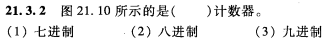 21.3.2 图 21.10 所示的是(  )计数器。
(1) 七进制 (2) 八进制 (3) 九进制